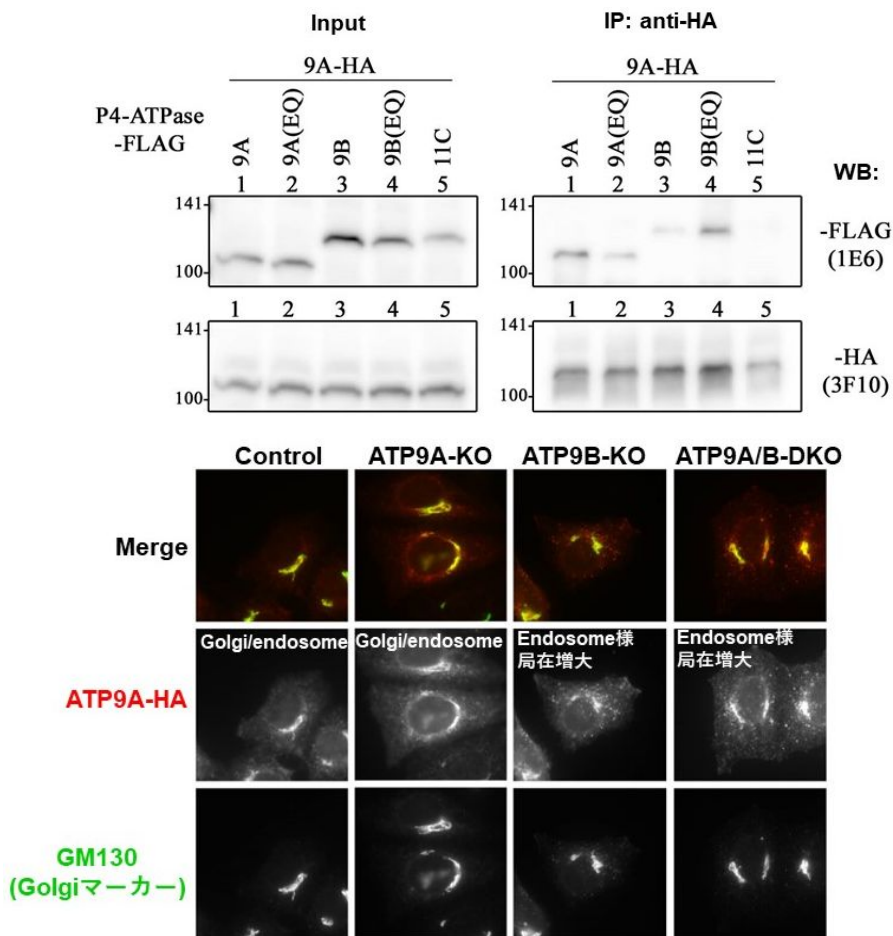 Input
IP: anti-HA
9A-HA
9A-HA
P4-ATPase
-FLAG
9A
9A(EQ)
9B
9B(EQ)
11C
9A
9A(EQ)
9B
9B(EQ)
11C
WB:
1 2 3 4 5
1 2 3 4 5
141
100
141
100
-FLAG
(1E6)
1 2 3 4 5
1 2 3 4 5
141
100
141
100
-HA
(3F10)
Control
ATP9A-KO
ATP9B-KO
ATP9A/B-DKO
Merge
Golgi/endosome
Golgi/endosome
Endosome様
局在増大
Endosome様
局在増大
ATP9A-HA
GM130
(Golgiマーカー)